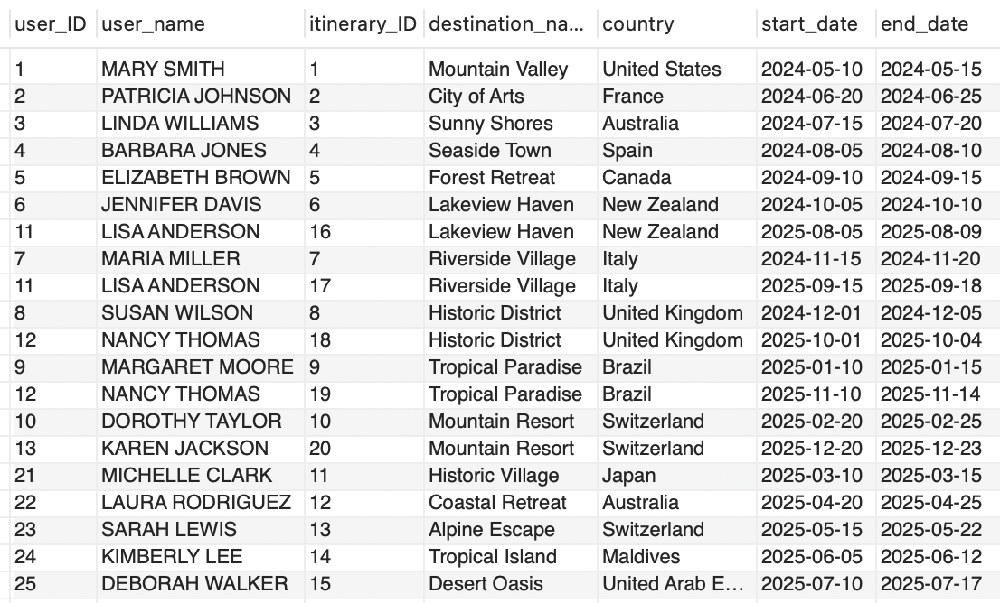 user_ID user_name itinerary_ID destination_na... country start_date end_date
1 MARY SMITH 1 Mountain Valley United States 2024-05-10 2024-05-15
2 PATRICIA JOHNSON 2 City of Arts France 2024-06-20 2024-06-25
3 LINDA WILLIAMS 3 Sunny Shores Australia 2024-07-15 2024-07-20
4 BARBARA JONES 4 Seaside Town Spain 2024-08-05 2024-08-10
5 ELIZABETH BROWN 5 Forest Retreat Canada 2024-09-10 2024-09-15
6 JENNIFER DAVIS 6 Lakeview Haven New Zealand 2024-10-05 2024-10-10
11 LISA ANDERSON 16 Lakeview Haven New Zealand 2025-08-05 2025-08-09
7 MARIA MILLER 7 Riverside Village Italy 2024-11-15 2024-11-20
11 LISA ANDERSON 17 Riverside Village Italy 2025-09-15 2025-09-18
8 SUSAN WILSON 8 Historic District United Kingdom 2024-12-01 2024-12-05
12 NANCY THOMAS 18 Historic District United Kingdom 2025-10-01 2025-10-04
9 MARGARET MOORE 9 Tropical Paradise Brazil 2025-01-10 2025-01-15
12 NANCY THOMAS 19 Tropical Paradise Brazil 2025-11-10 2025-11-14
10 DOROTHY TAYLOR 10 Mountain Resort Switzerland 2025-02-20 2025-02-25
13 KAREN JACKSON 20 Mountain Resort Switzerland 2025-12-20 2025-12-23
21 MICHELLE CLARK 11 Historic Village Japan 2025-03-10 2025-03-15
22 LAURA RODRIGUEZ 12 Coastal Retreat Australia 2025-04-20 2025-04-25
23 SARAH LEWIS 13 Alpine Escape Switzerland 2025-05-15 2025-05-22
24 KIMBERLY LEE 14 Tropical Island Maldives 2025-06-05 2025-06-12
25 DEBORAH WALKER 15 Desert Oasis United Arab E... 2025-07-10 2025-07-17